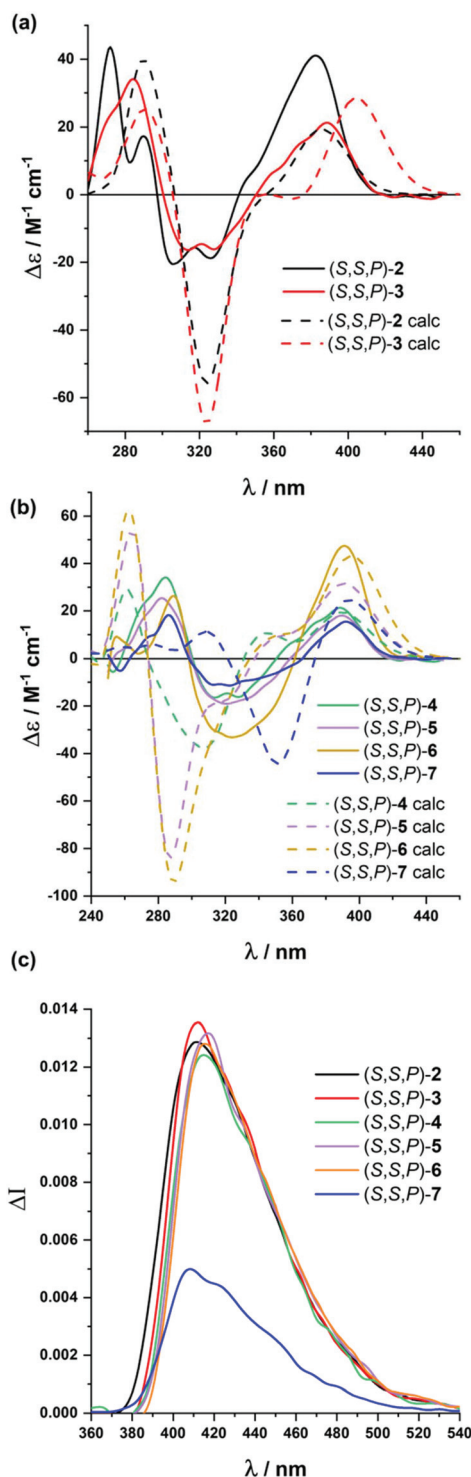 (a)
40
20
0
-20
-40
-60
Δε / M⁻¹ cm⁻¹
(S,S,P)-2
(S,S,P)-3
(S,S,P)-2 calc
(S,S,P)-3 calc
280 320 360 400 440
λ / nm
(b)
60
40
20
0
-20
-40
-60
-80
-100
Δε / M⁻¹ cm⁻¹
(S,S,P)-4
(S,S,P)-5
(S,S,P)-6
(S,S,P)-7
(S,S,P)-4 calc
(S,S,P)-5 calc
(S,S,P)-6 calc
(S,S,P)-7 calc
240 280 320 360 400 440
λ / nm
(c)
0.014
0.012
0.010
0.008
0.006
0.004
0.002
0.000
ΔI
(S,S,P)-2
(S,S,P)-3
(S,S,P)-4
(S,S,P)-5
(S,S,P)-6
(S,S,P)-7
360 380 400 420 440 460 480 500 520 540
λ / nm